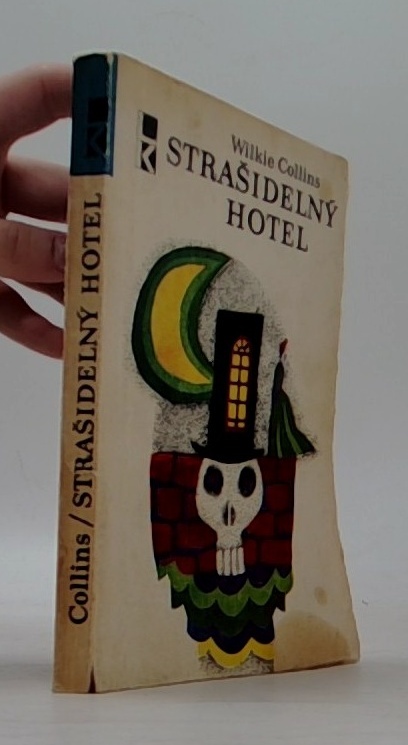 Wilkie Collins
STRAŠIDELNÝ
HOTEL
K
Collins / STRAŠIDELNÝ HOTEL
K